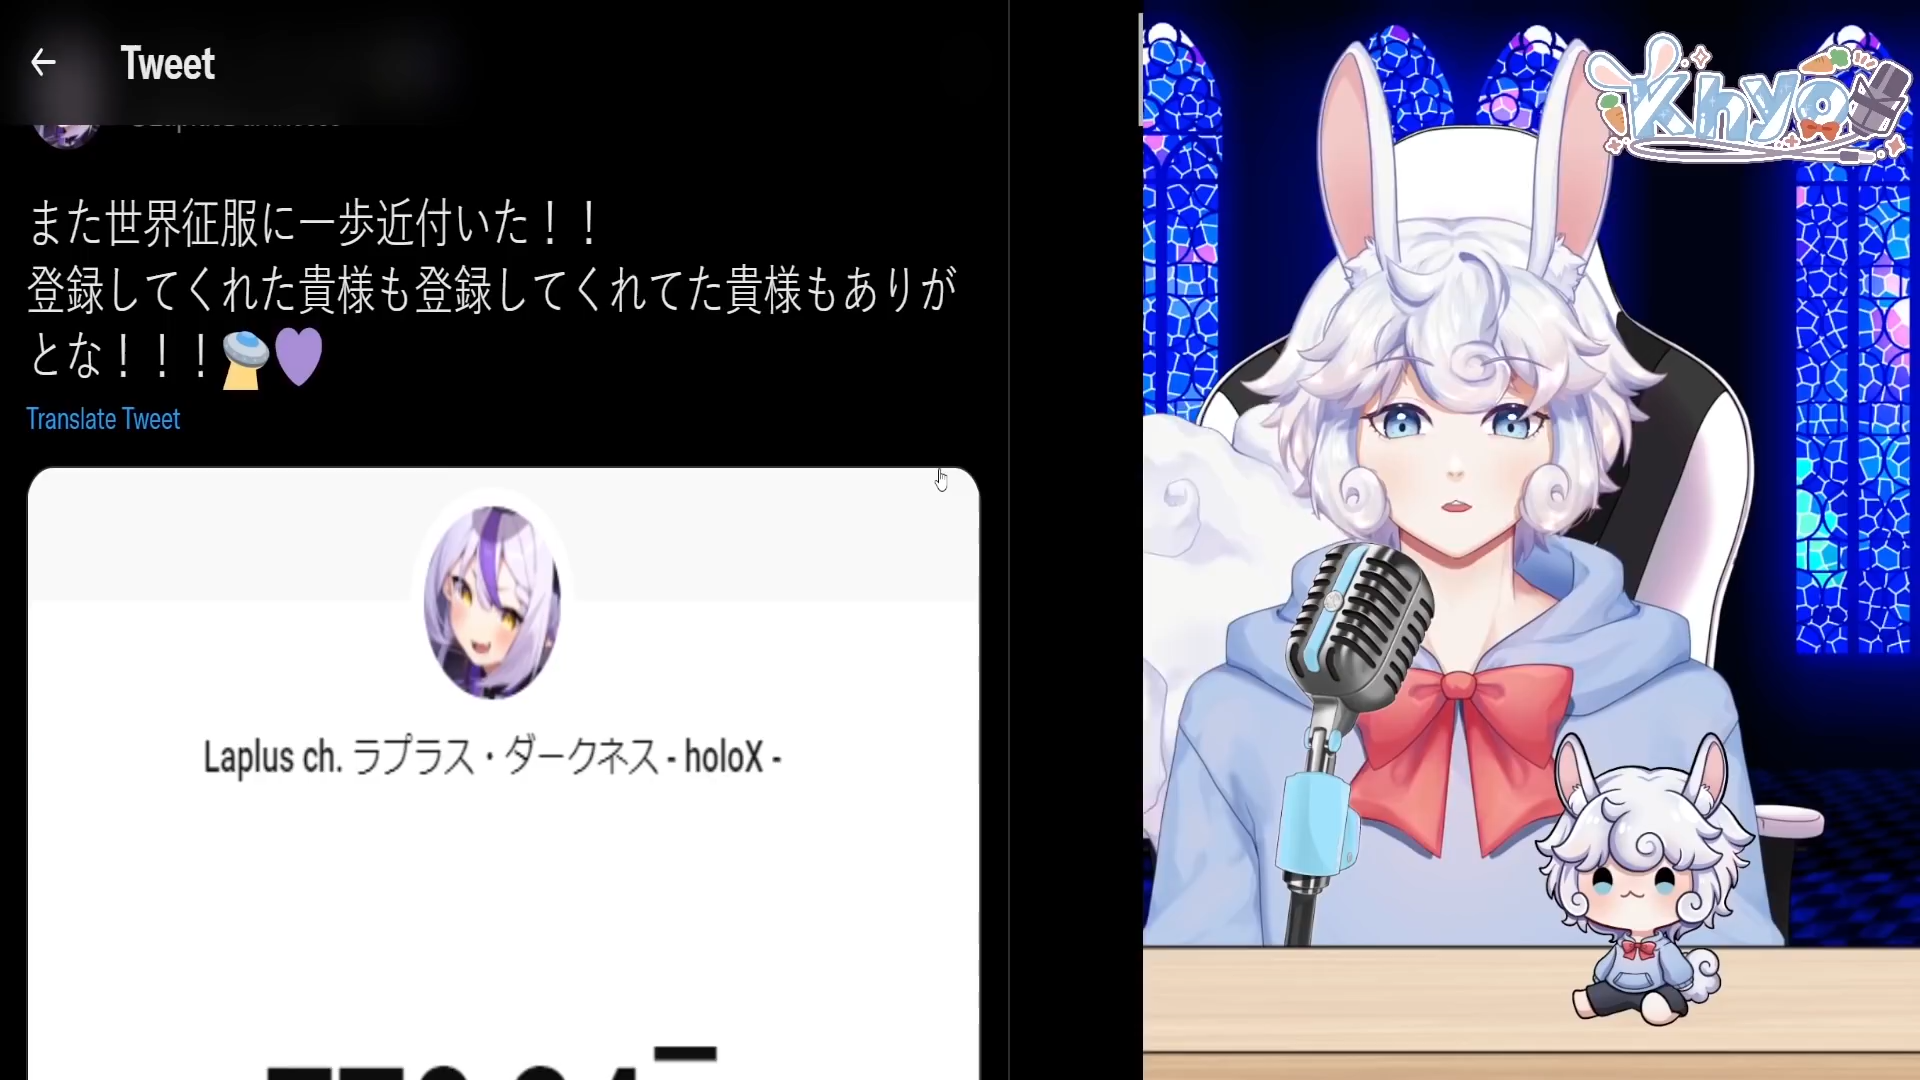 Tweet
Khyo
また世界征服に一歩近付いた！！
登録してくれた貴様も登録してくれてた貴様もありが
とな！！！🛸💜
Translate Tweet
Laplus ch. ラプラス・ダークネス - holoX -